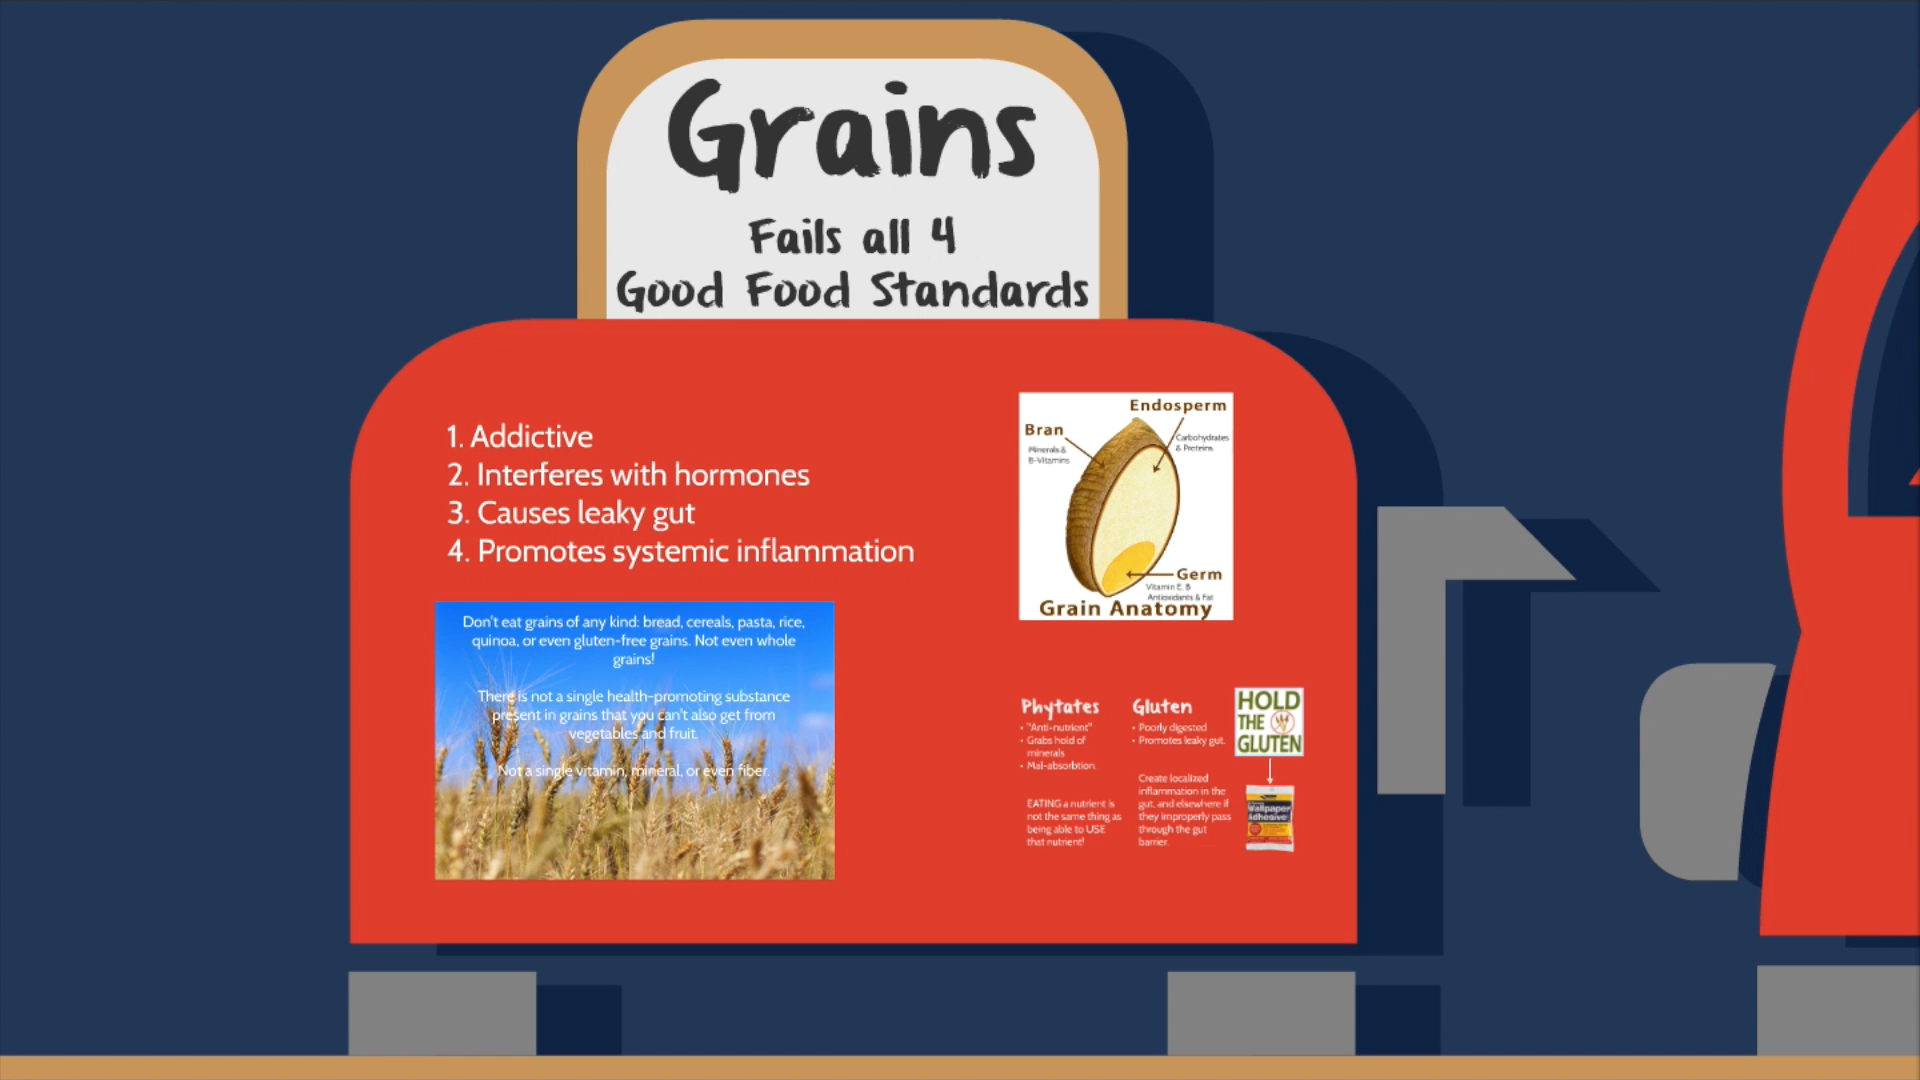 Grains
Fails all 4
Good Food Standards
1. Addictive
2. Interferes with hormones
3. Causes leaky gut
4. Promotes systemic inflammation
Don't eat grains of any kind: bread, cereals, pasta, rice,
quinoa, or even gluten-free grains. Not even whole
grains!
There is not a single health-promoting substance
present in grains that you can't also get from
vegetables and fruit.
Not a single vitamin, mineral, or even fiber.
Endosperm
Carbohydrates
& Proteins
Bran
Minerals &
B-Vitamins
Germ
Vitamin E, B
Antioxidants & Fat
Grain Anatomy
Phytates
• "Anti-nutrient"
• Grabs hold of
minerals
• Mal-absorbtion.
EATING a nutrient is
not the same thing as
being able to USE
that nutrient!
Gluten
• Poorly digested
• Promotes leaky gut.
Create localized
inflammation in the
gut, and elsewhere if
they improperly pass
through the gut
barrier.
HOLD
THE
GLUTEN
Wallpaper
Adhesive